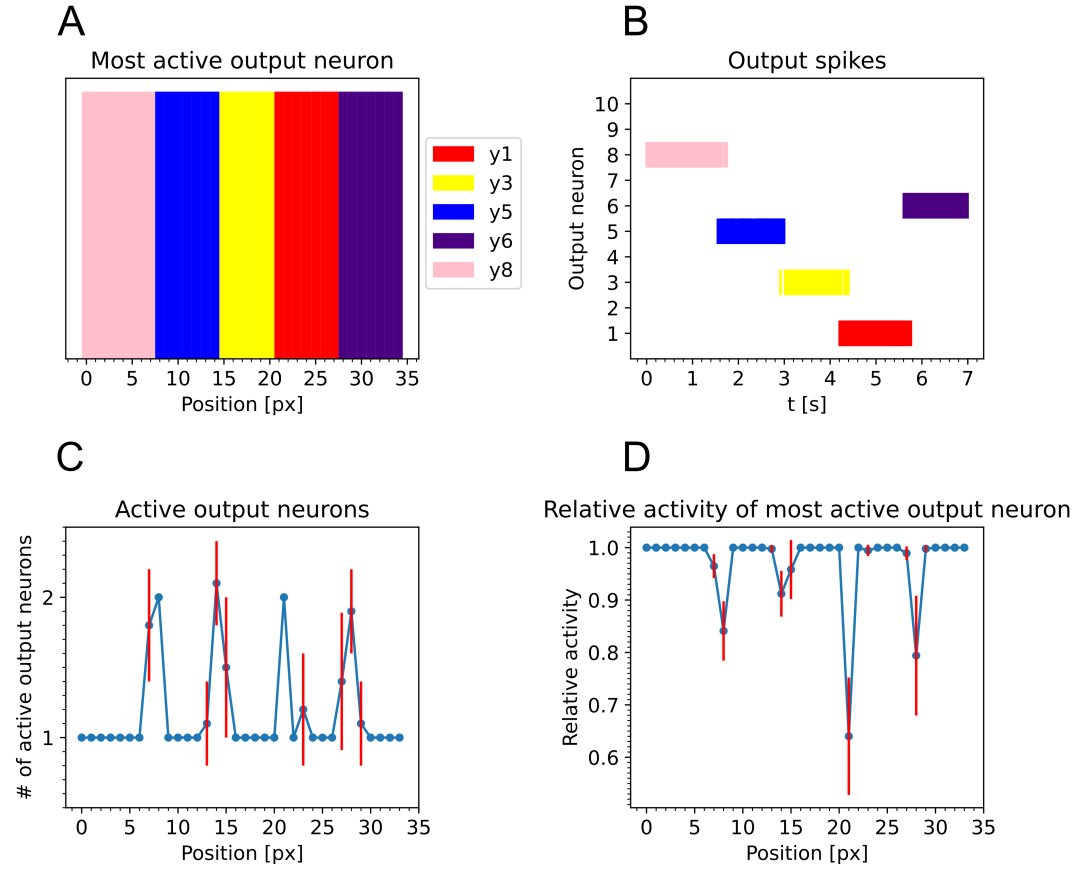 A
Most active output neuron
y1
y3
y5
y6
y8
0 5 10 15 20 25 30 35
Position [px]
B
Output spikes
Output neuron
10
9
8
7
6
5
4
3
2
1
0 1 2 3 4 5 6 7
t [s]
C
Active output neurons
# of active output neurons
2
1
0 5 10 15 20 25 30 35
Position [px]
D
Relative activity of most active output neuron
Relative activity
1.0
0.9
0.8
0.7
0.6
0 5 10 15 20 25 30 35
Position [px]